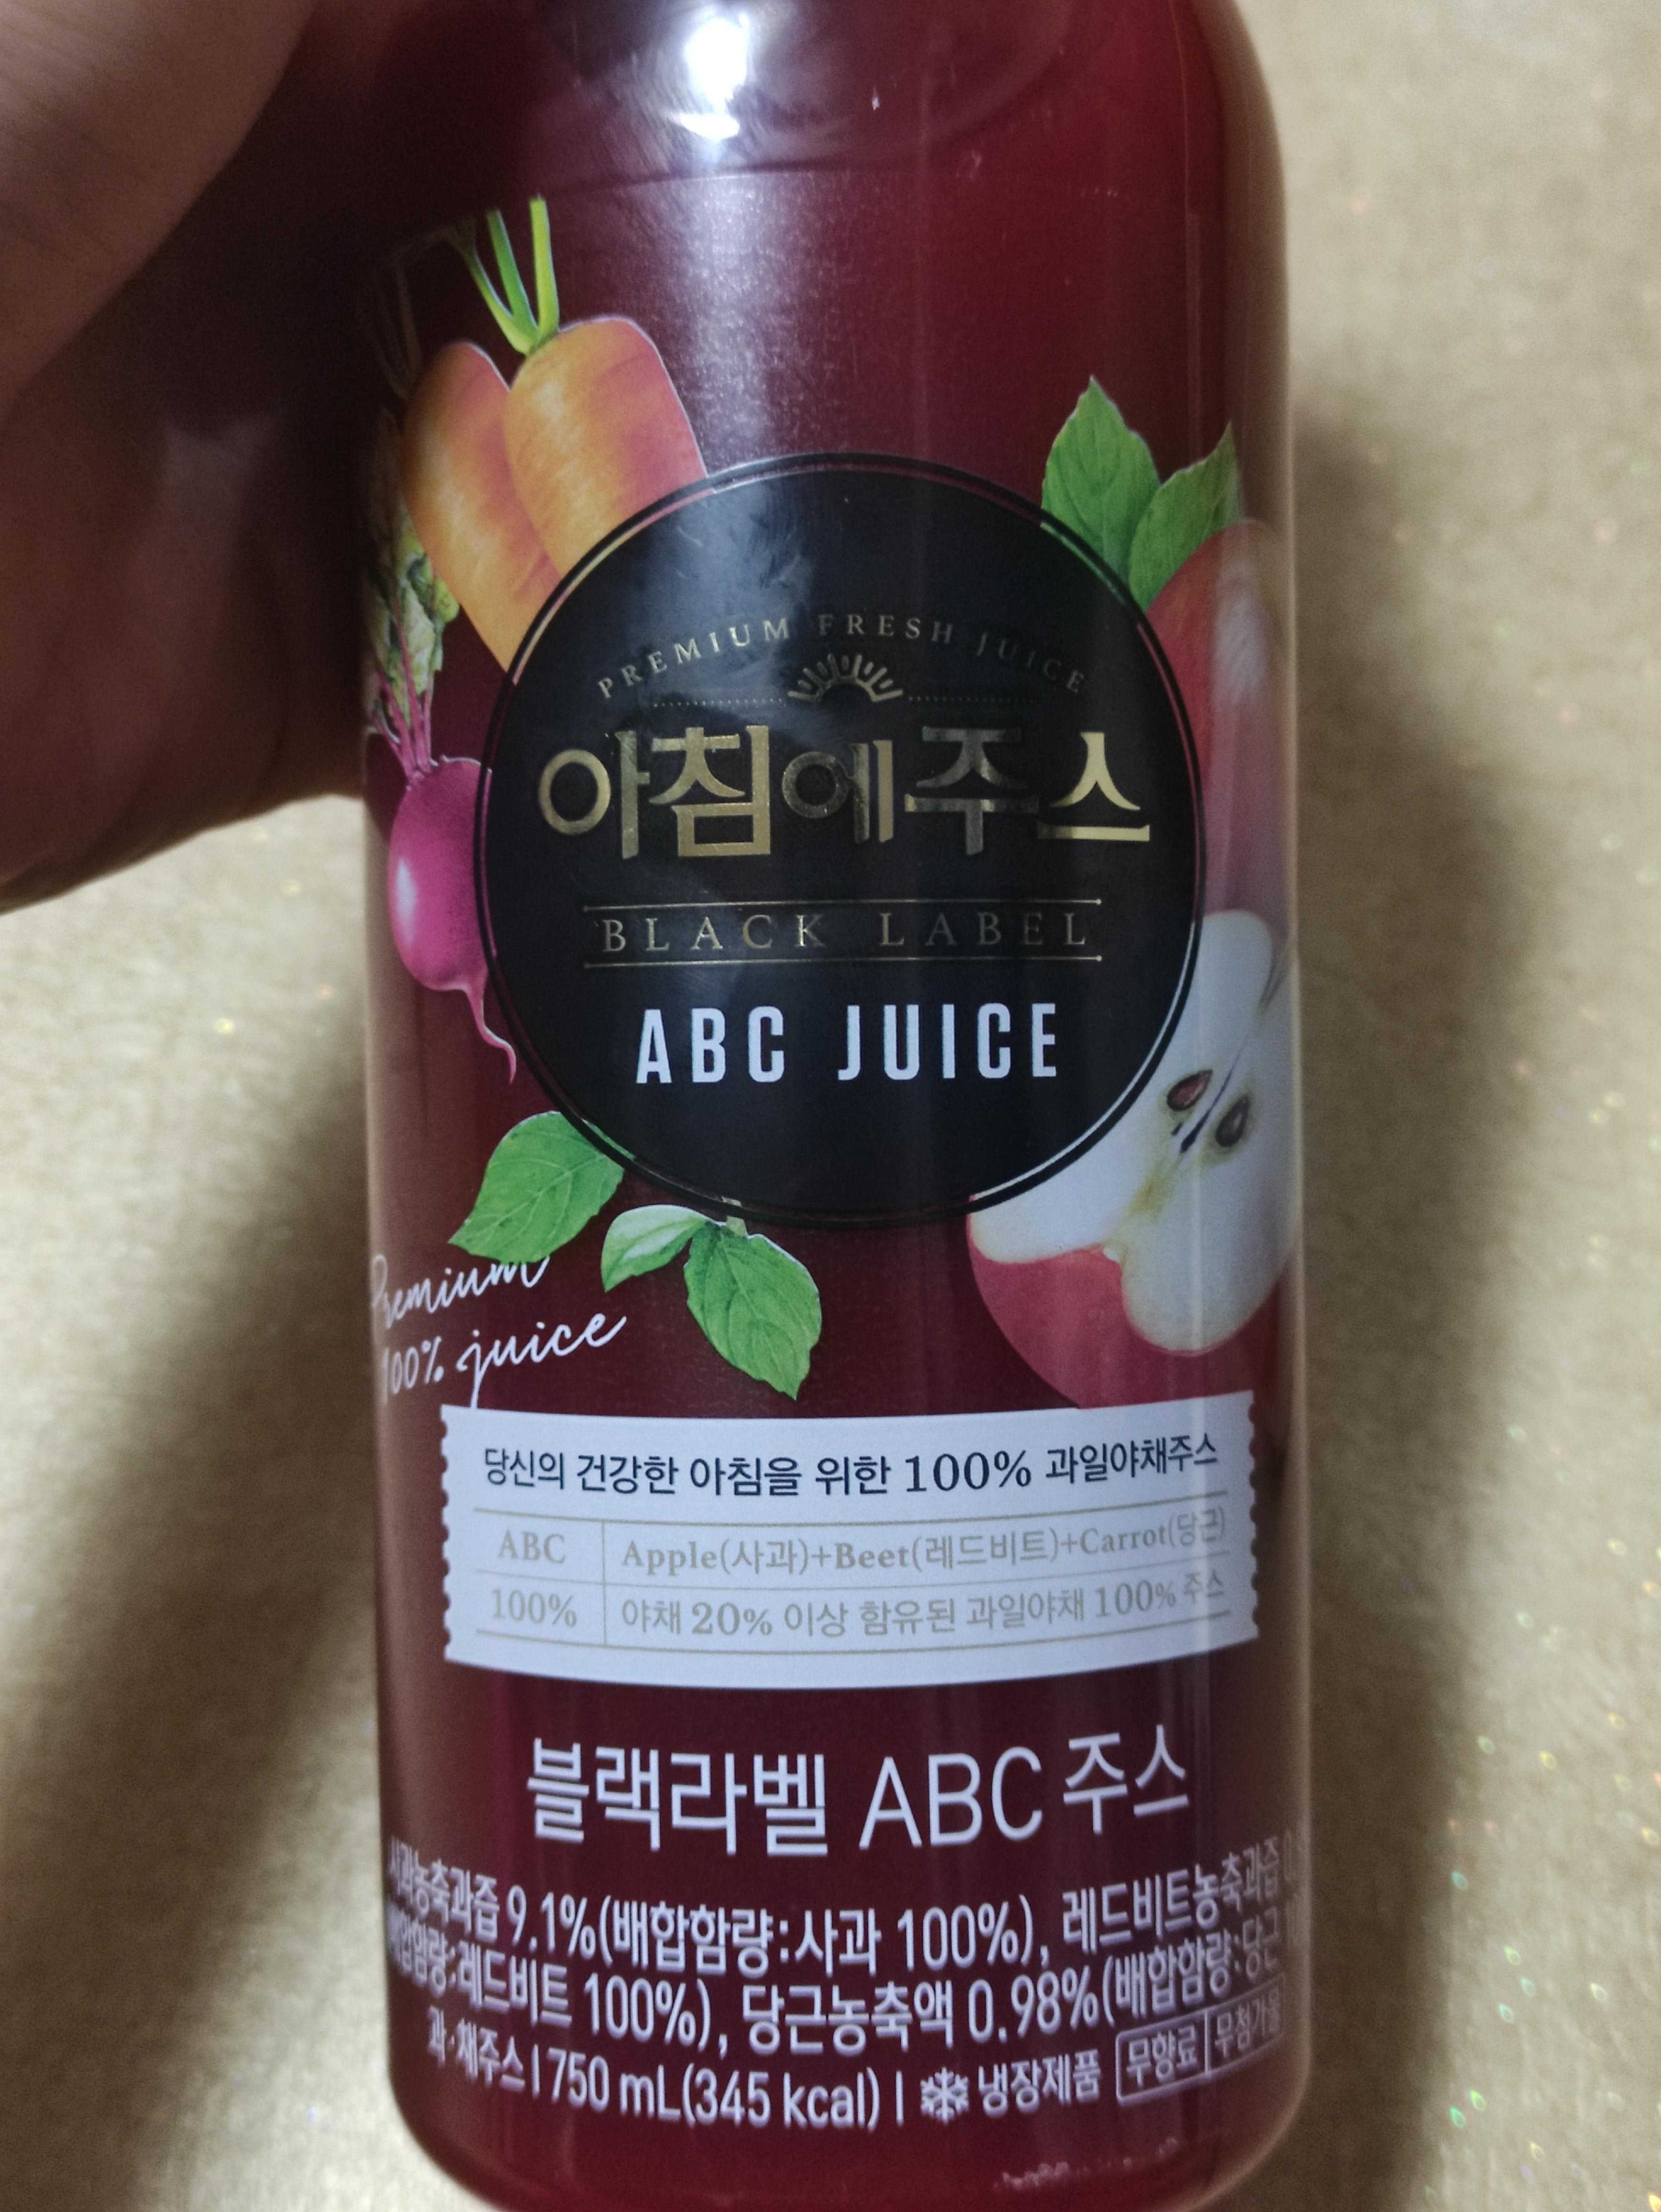 PREMIUM FRESH JUICE
아침에주스
BLACK LABEL
ABC JUICE
Premium
100% juice
당신의 건강한 아침을 위한 100% 과일야채주스
ABC Apple(사과)+Beet(레드비트)+Carrot(당근)
100% 야채 20% 이상 함유된 과일야채 100% 주스
블랙라벨 ABC 주스
사과농축과즙 9.1%(배합함량:사과 100%), 레드비트농축과즙
배합함량:레드비트 100%), 당근농축액 0.98%(배합함량:당근
과·채주스 | 750 mL(345 kcal) | 냉장제품 무향료 무첨가물